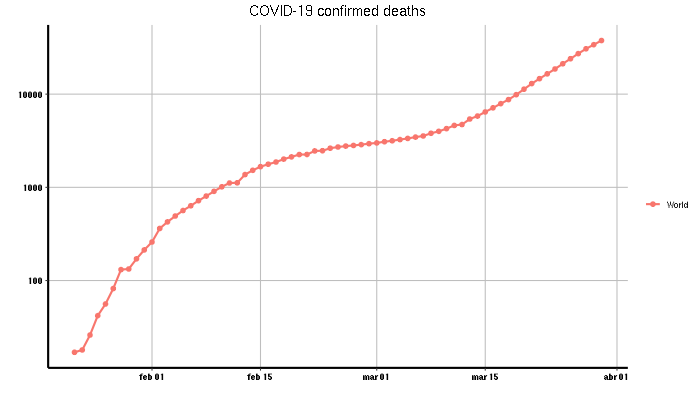 COVID-19 confirmed deaths
10000
1000
100
World
feb 01
feb 15
mar 01
mar 15
abr 01